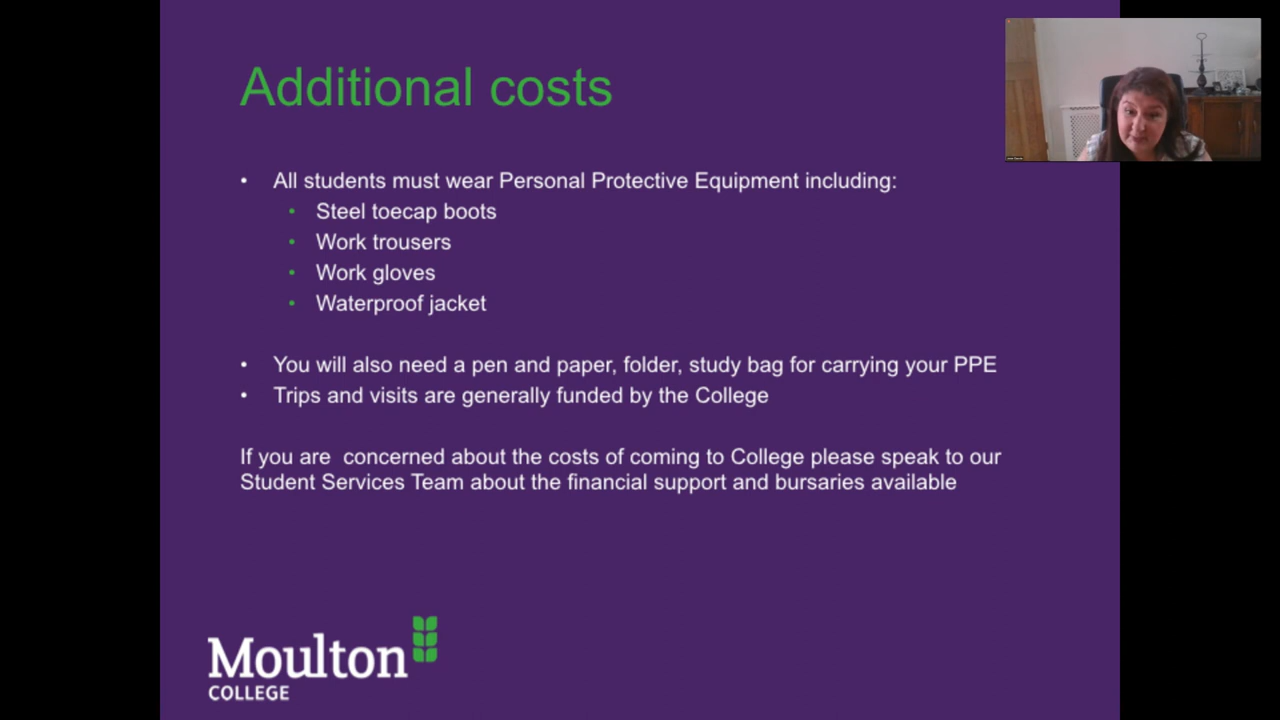 Additional costs
• All students must wear Personal Protective Equipment including:
• Steel toecap boots
• Work trousers
• Work gloves
• Waterproof jacket
• You will also need a pen and paper, folder, study bag for carrying your PPE
• Trips and visits are generally funded by the College
If you are  concerned about the costs of coming to College please speak to our
Student Services Team about the financial support and bursaries available
Moulton
COLLEGE